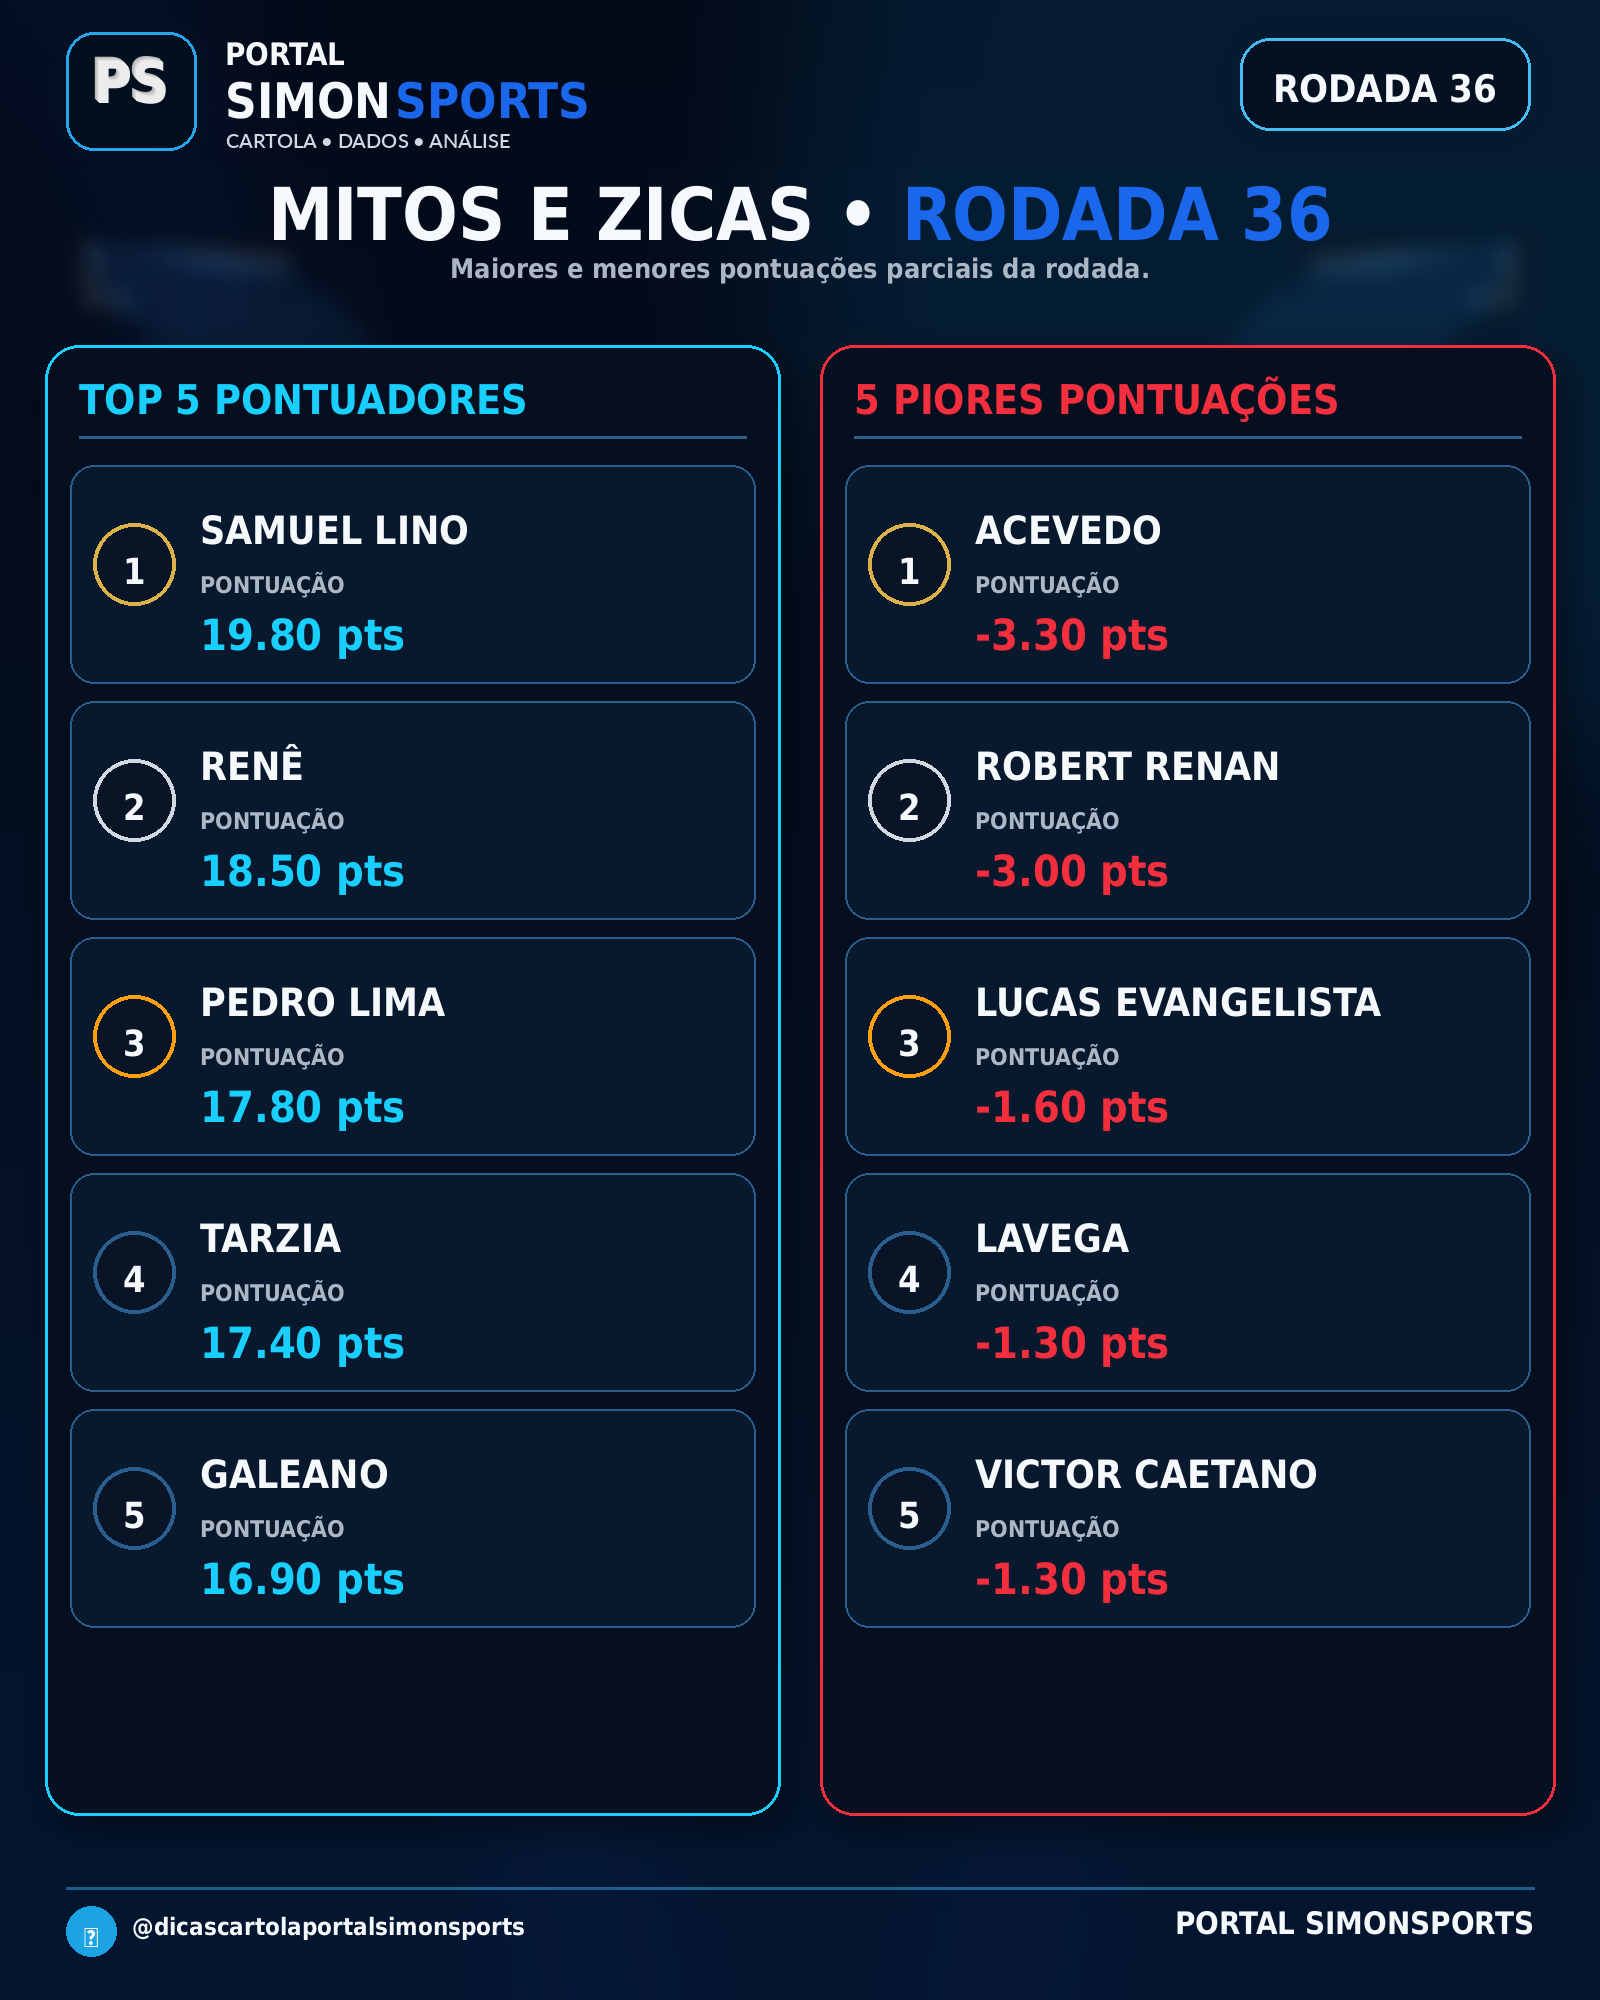 PS
PORTAL
SIMONSPORTS
CARTOLA • DADOS • ANÁLISE
RODADA 36
MITOS E ZICAS • RODADA 36
Maiores e menores pontuações parciais da rodada.
TOP 5 PONTUADORES
1
SAMUEL LINO
PONTUAÇÃO
19.80 pts
2
RENÊ
PONTUAÇÃO
18.50 pts
3
PEDRO LIMA
PONTUAÇÃO
17.80 pts
4
TARZIA
PONTUAÇÃO
17.40 pts
5
GALEANO
PONTUAÇÃO
16.90 pts
5 PIORES PONTUAÇÕES
1
ACEVEDO
PONTUAÇÃO
-3.30 pts
2
ROBERT RENAN
PONTUAÇÃO
-3.00 pts
3
LUCAS EVANGELISTA
PONTUAÇÃO
-1.60 pts
4
LAVEGA
PONTUAÇÃO
-1.30 pts
5
VICTOR CAETANO
PONTUAÇÃO
-1.30 pts
@dicascartolaportalsimonsports
PORTAL SIMONSPORTS